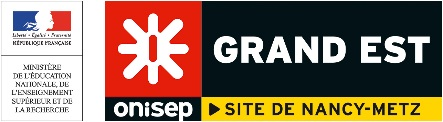 Liberté • Égalité • Fraternité
RÉPUBLIQUE FRANÇAISE
MINISTÈRE
DE L'ÉDUCATION
NATIONALE, DE
L'ENSEIGNEMENT
SUPÉRIEUR ET DE
LA RECHERCHE
GRAND EST
onisep
SITE DE NANCY-METZ